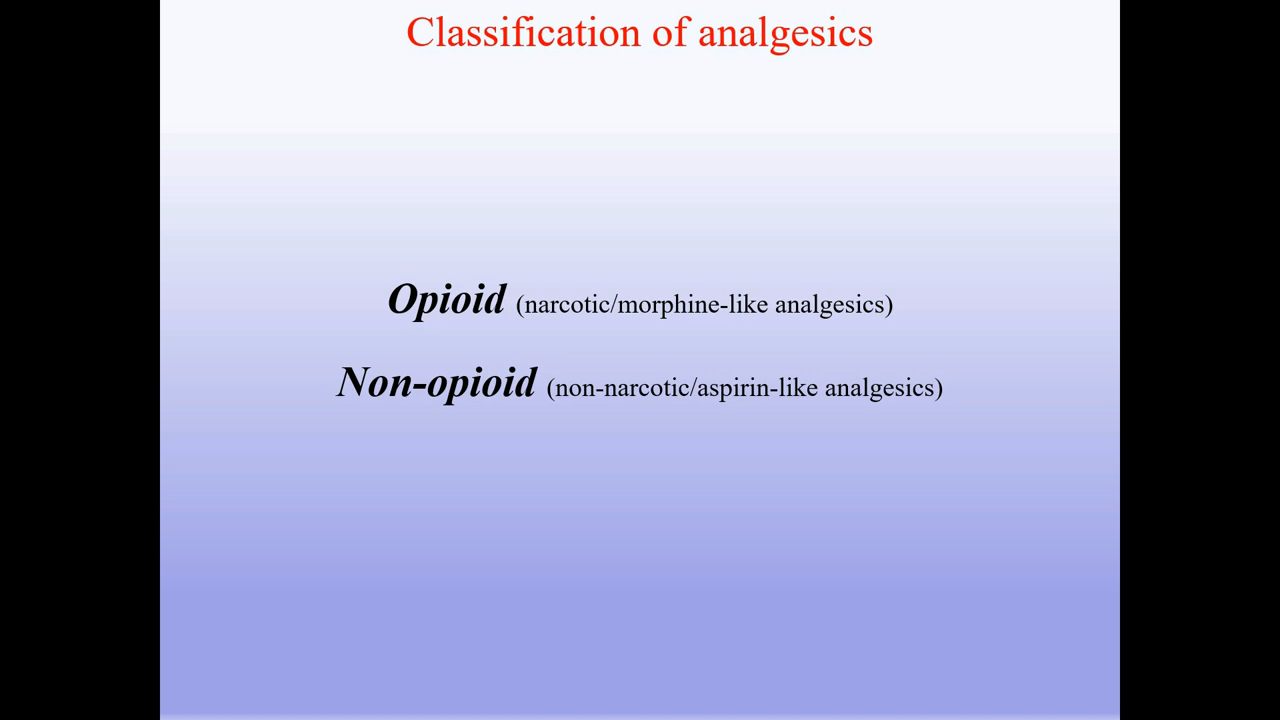 Classification of analgesics
Opioid (narcotic/morphine-like analgesics)
Non-opioid (non-narcotic/aspirin-like analgesics)